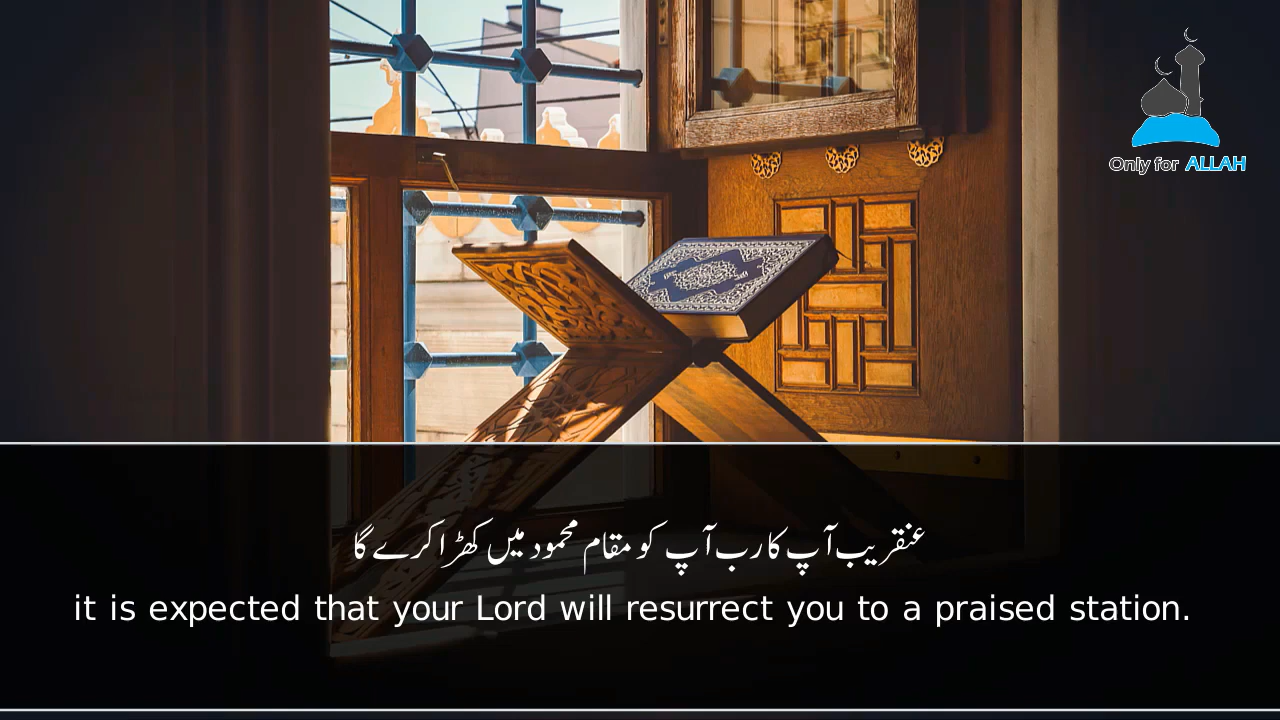 Only for ALLAH
عنقریب آپ کا رب آپ کو مقام محمود میں کھڑا کرے گا
it is expected that your Lord will resurrect you to a praised station.